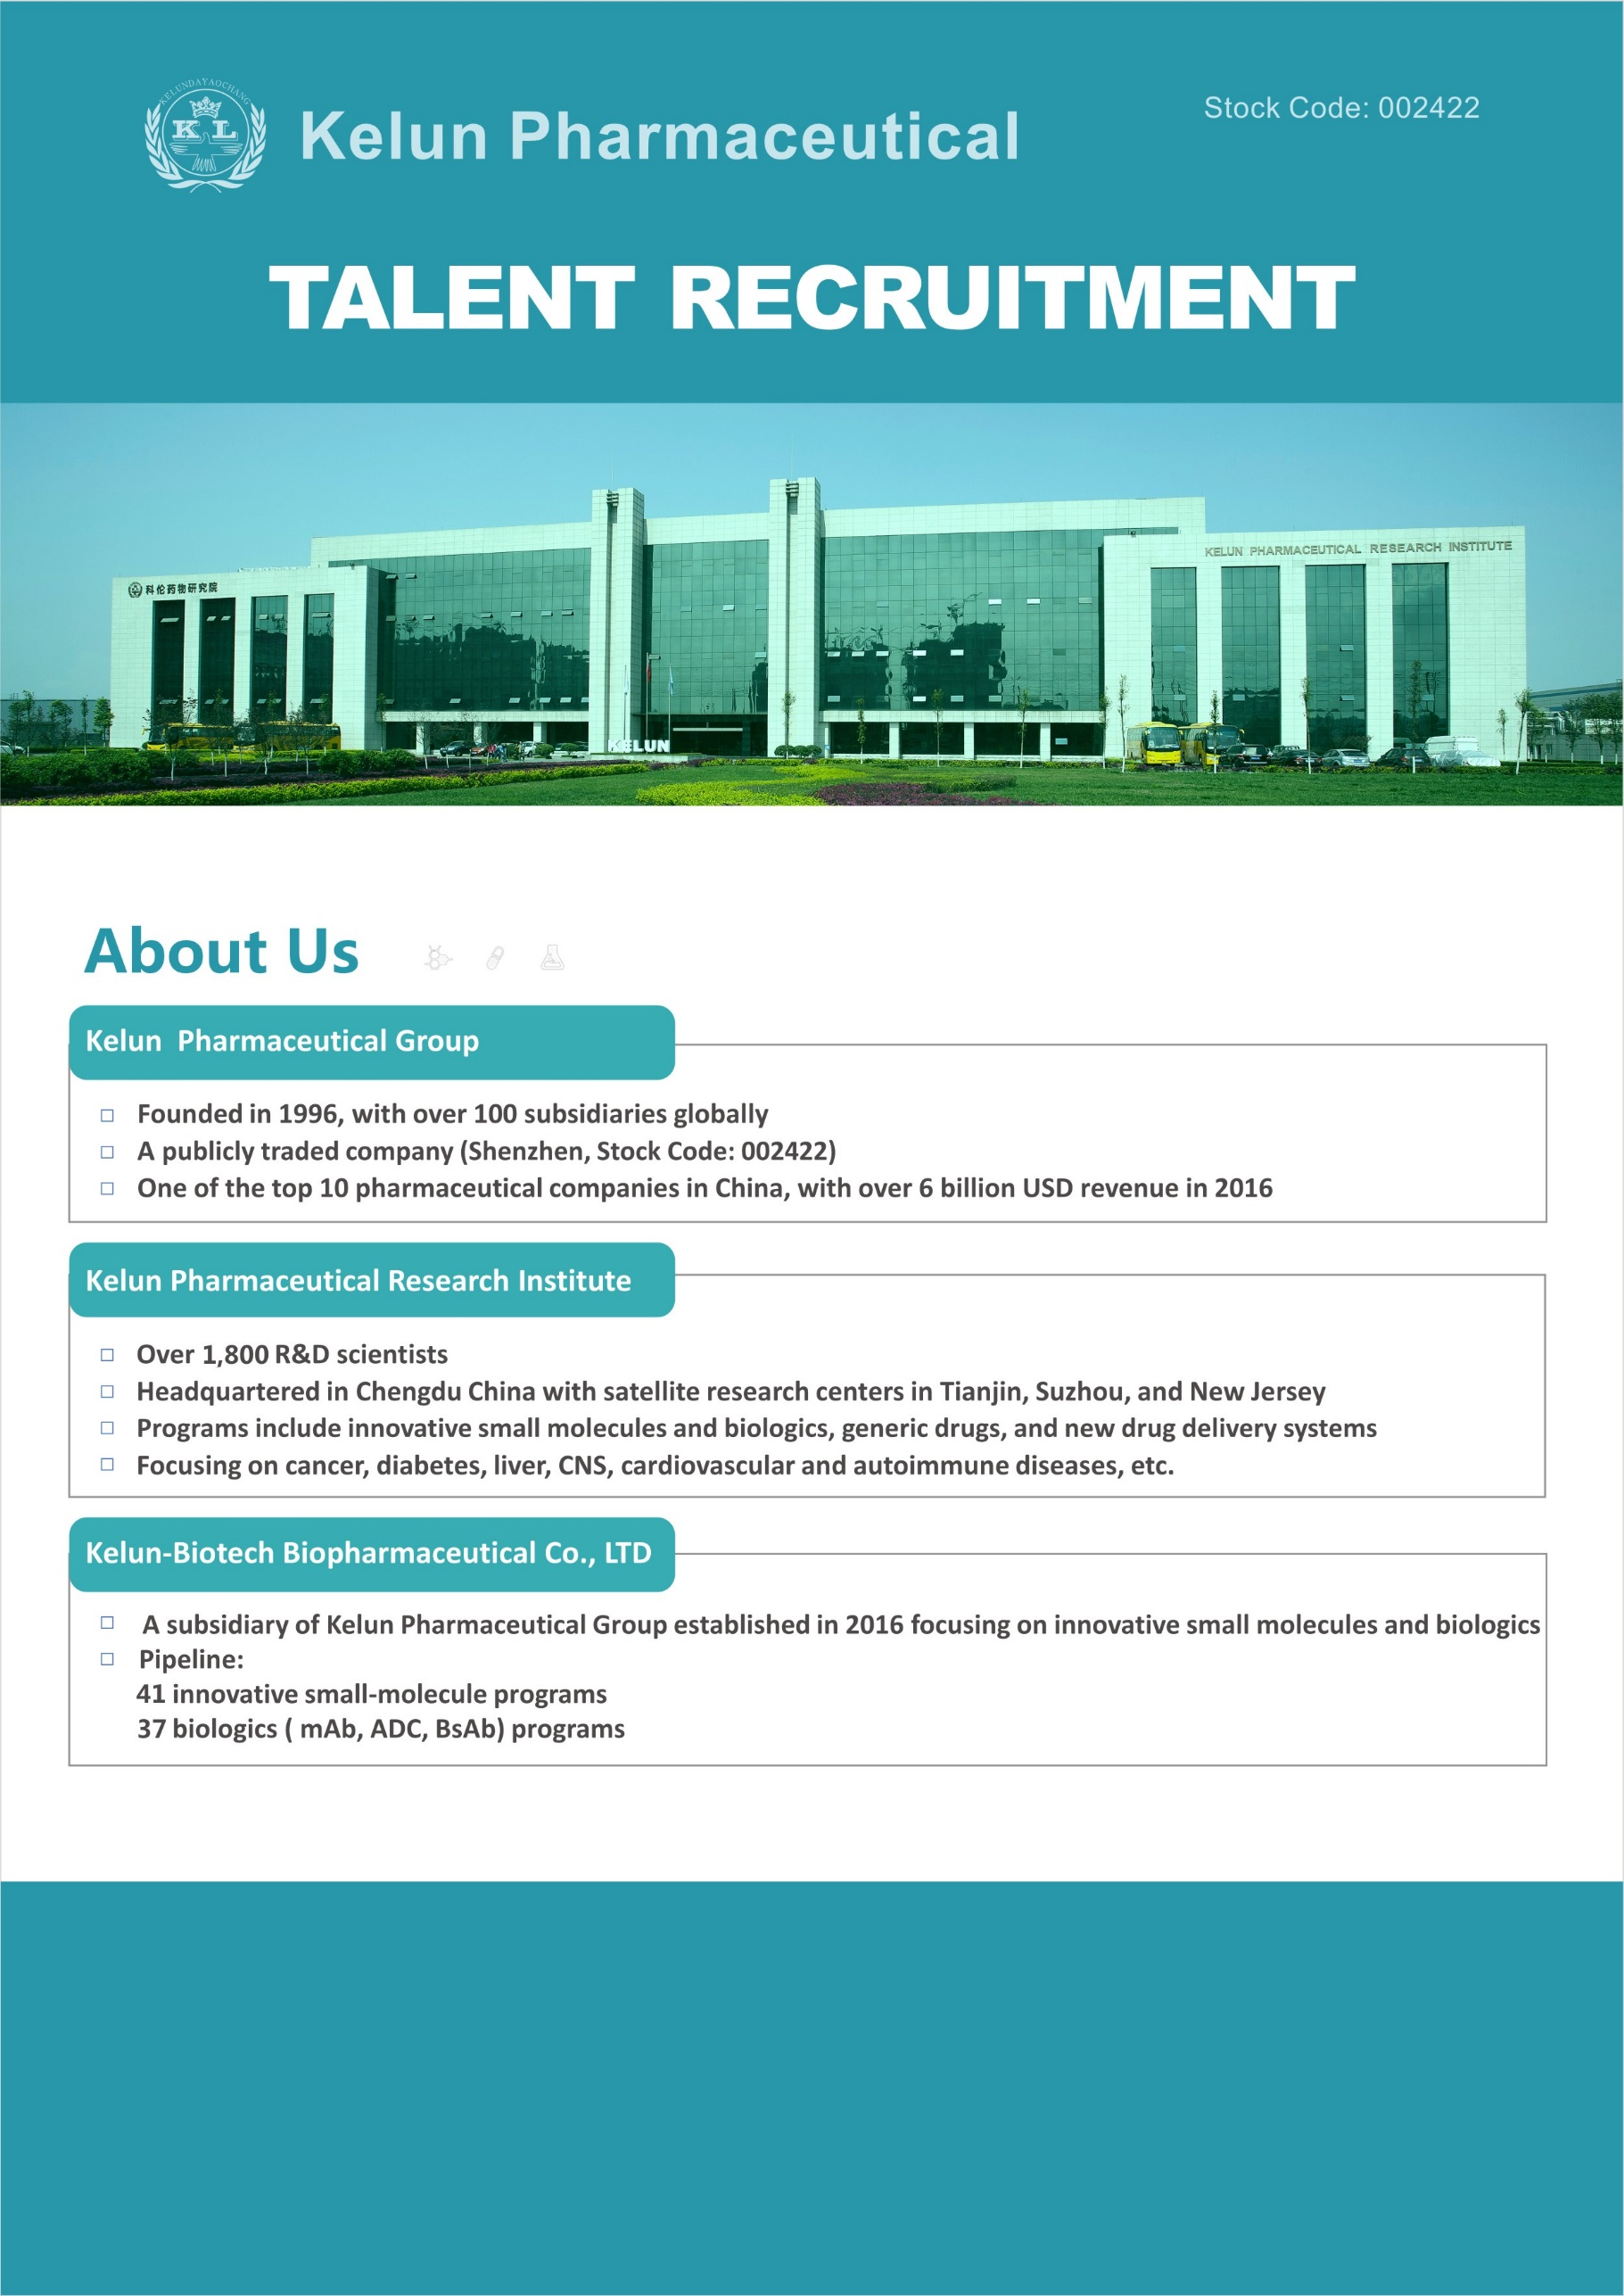 KELUNDAYAOCHANG
KL
Kelun Pharmaceutical
Stock Code: 002422
TALENT RECRUITMENT
科伦药物研究院
KELUN PHARMACEUTICAL RESEARCH INSTITUTE
KELUN
About Us
Kelun Pharmaceutical Group
Founded in 1996, with over 100 subsidiaries globally
A publicly traded company (Shenzhen, Stock Code: 002422)
One of the top 10 pharmaceutical companies in China, with over 6 billion USD revenue in 2016
Kelun Pharmaceutical Research Institute
Over 1,800 R&D scientists
Headquartered in Chengdu China with satellite research centers in Tianjin, Suzhou, and New Jersey
Programs include innovative small molecules and biologics, generic drugs, and new drug delivery systems
Focusing on cancer, diabetes, liver, CNS, cardiovascular and autoimmune diseases, etc.
Kelun-Biotech Biopharmaceutical Co., LTD
A subsidiary of Kelun Pharmaceutical Group established in 2016 focusing on innovative small molecules and biologics
Pipeline:
41 innovative small-molecule programs
37 biologics ( mAb, ADC, BsAb) programs